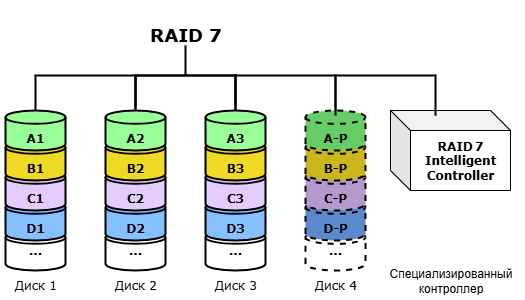 RAID 7
A1 A2 A3 A-P
B1 B2 B3 B-P
C1 C2 C3 C-P
D1 D2 D3 D-P
... ... ... ...
RAID 7
Intelligent
Controller
Диск 1 Диск 2 Диск 3 Диск 4
Специализированный
контроллер